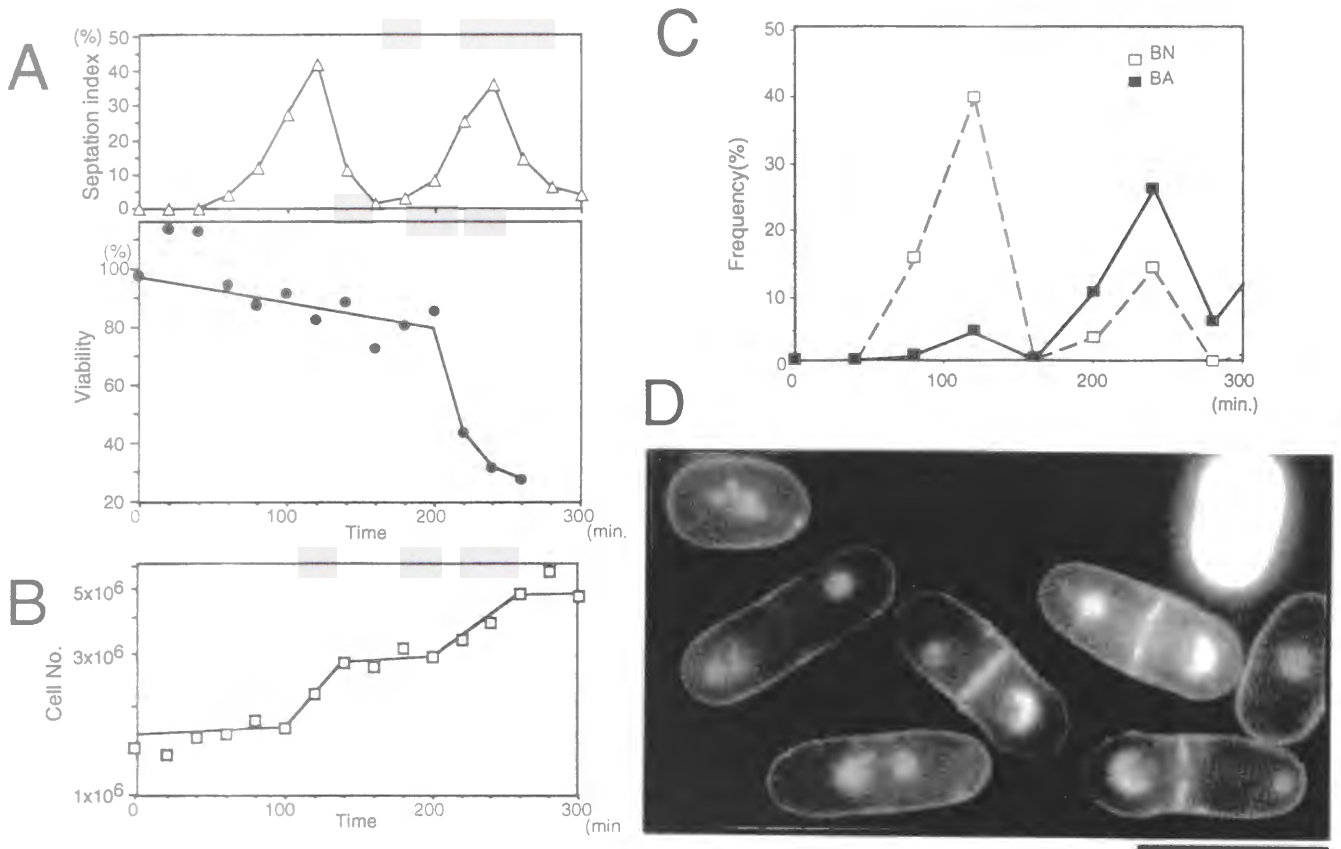 A
(%)
50
40
30
20
10
0
Septation index
(%)
100
80
60
40
20
Viability
0
100
200
300
Time
(min.
B
5x10⁶
3x10⁶
1x10⁶
Cell No.
0
100
200
300
Time
(min
C
50
40
30
20
10
0
Frequency(%)
BN
BA
0
100
200
300
(min.)
D